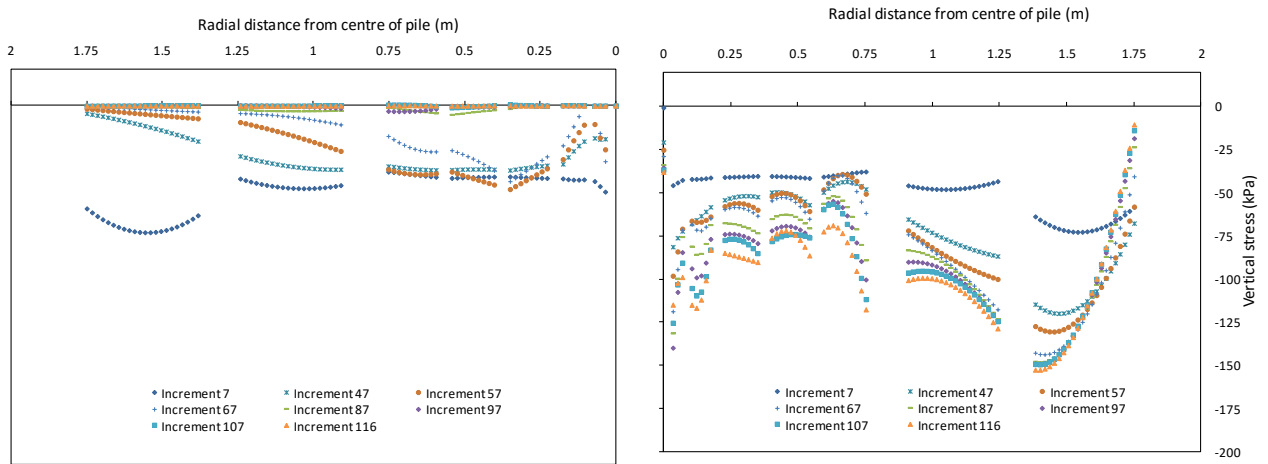 Radial distance from centre of pile (m)
2 1.75 1.5 1.25 1 0.75 0.5 0.25 0
Increment 7 Increment 47 Increment 57
Increment 67 Increment 87 Increment 97
Increment 107 Increment 116
Radial distance from centre of pile (m)
0 0.25 0.5 0.75 1 1.25 1.5 1.75 2
0
-25
-50
-75
-100
-125
-150
-175
-200
Vertical stress (kPa)
Increment 7 Increment 47 Increment 57
Increment 67 Increment 87 Increment 97
Increment 107 Increment 116